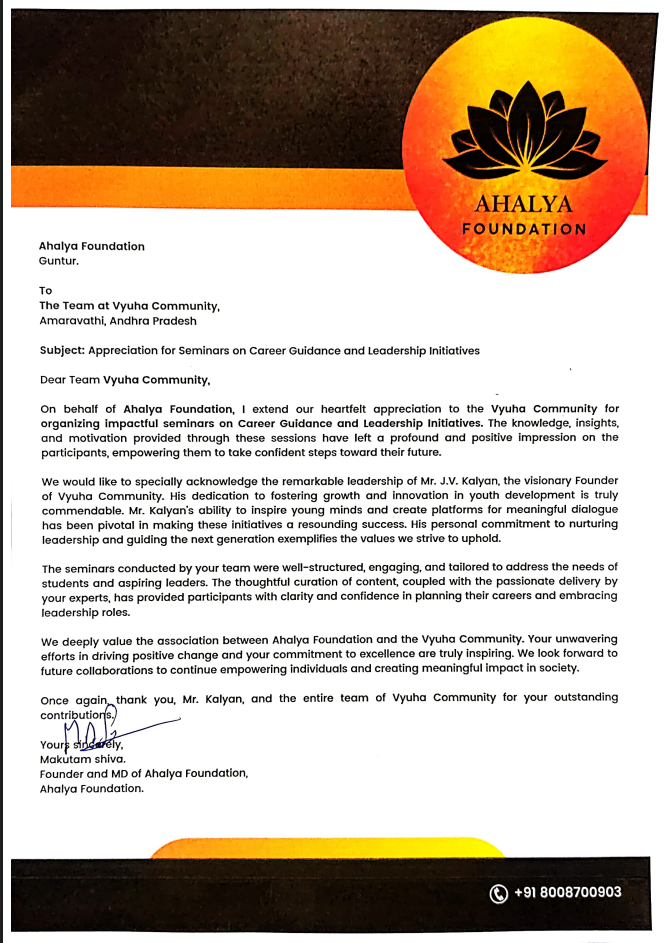 AHALYA
FOUNDATION
Ahalya Foundation
Guntur.
To
The Team at Vyuha Community,
Amaravathi, Andhra Pradesh
Subject: Appreciation for Seminars on Career Guidance and Leadership Initiatives
Dear Team Vyuha Community,
On behalf of Ahalya Foundation, I extend our heartfelt appreciation to the Vyuha Community for
organizing impactful seminars on Career Guidance and Leadership Initiatives. The knowledge, insights,
and motivation provided through these sessions have left a profound and positive impression on the
participants, empowering them to take confident steps toward their future.
We would like to specially acknowledge the remarkable leadership of Mr. J.V. Kalyan, the visionary Founder
of Vyuha Community. His dedication to fostering growth and innovation in youth development is truly
commendable. Mr. Kalyan's ability to inspire young minds and create platforms for meaningful dialogue
has been pivotal in making these initiatives a resounding success. His personal commitment to nurturing
leadership and guiding the next generation exemplifies the values we strive to uphold.
The seminars conducted by your team were well-structured, engaging, and tailored to address the needs of
students and aspiring leaders. The thoughtful curation of content, coupled with the passionate delivery by
your experts, has provided participants with clarity and confidence in planning their careers and embracing
leadership roles.
We deeply value the association between Ahalya Foundation and the Vyuha Community. Your unwavering
efforts in driving positive change and your commitment to excellence are truly inspiring. We look forward to
future collaborations to continue empowering individuals and creating meaningful impact in society.
Once again, thank you, Mr. Kalyan, and the entire team of Vyuha Community for your outstanding
contributions.
Yours sincerely,
Makutam shiva.
Founder and MD of Ahalya Foundation,
Ahalya Foundation.
+91 8008700903